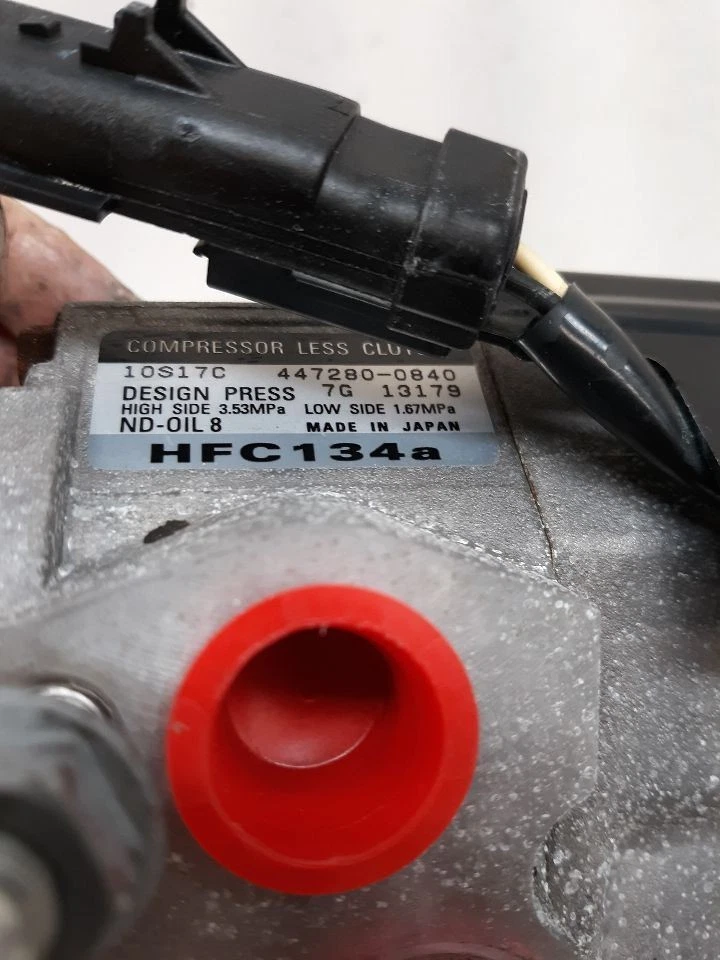 COMPRESSOR LESS
10S17C 447280-0840
DESIGN PRESS 7G 13179
HIGH SIDE 3.53MPa LOW SIDE 1.67MPa
ND-OIL 8 MADE IN JAPAN
HFC134a